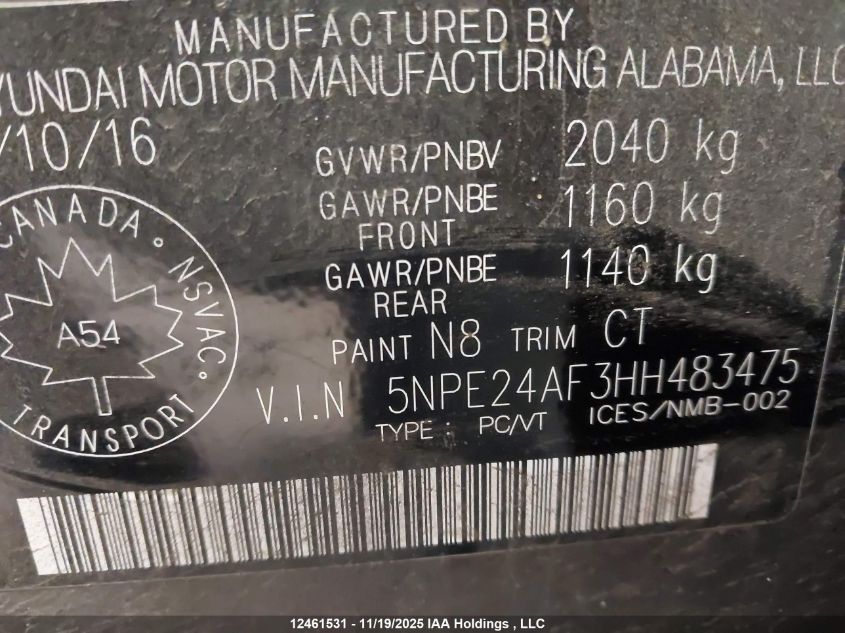 MANUFACTURED BY
YUNDAI MOTOR MANUFACTURING ALABAMA, LLC
/10/16
GVWR/PNBV 2040 kg
GAWR/PNBE 1160 kg
FRONT
GAWR/PNBE 1140 kg
REAR
PAINT N8 TRIM CT
V.I.N 5NPE24AF3HH483475
TYPE : PC/VT ICES/NMB-002
CANADA · NSVAC ·
A54
TRANSPORT
12461531 - 11/19/2025 IAA Holdings , LLC